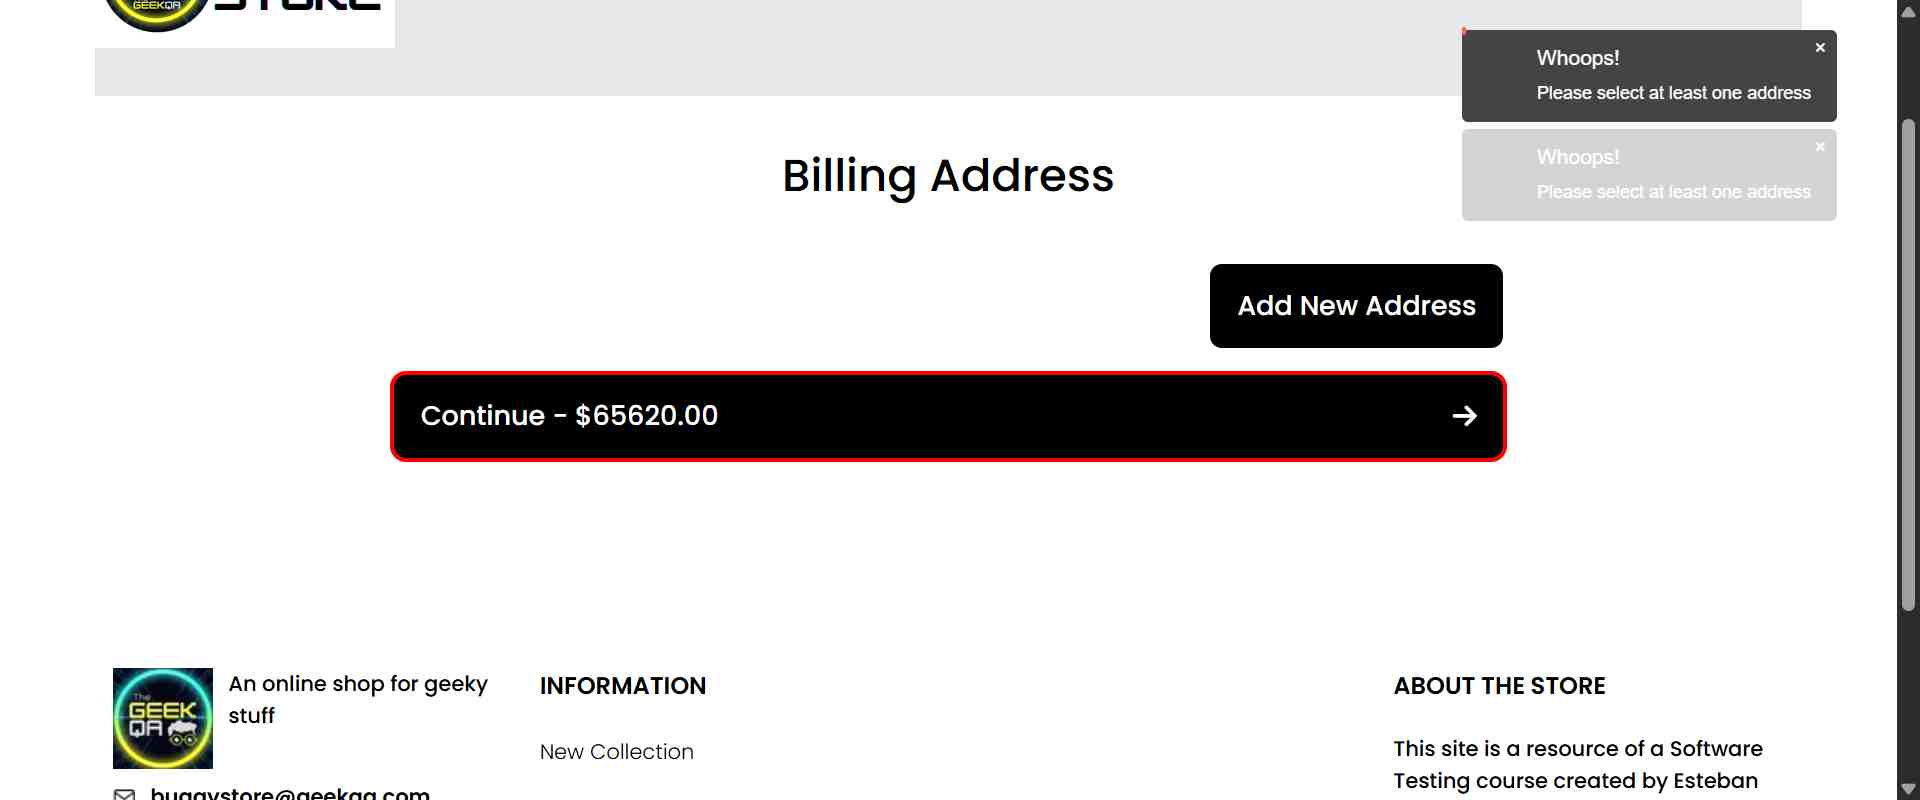 GEEKQA STORE
Whoops!
Please select at least one address
Whoops!
Please select at least one address
Billing Address
Add New Address
Continue - $65620.00
The
GEEK
QA
An online shop for geeky
stuff
INFORMATION
New Collection
ABOUT THE STORE
This site is a resource of a Software
Testing course created by Esteban
buggystore@geekqa.com